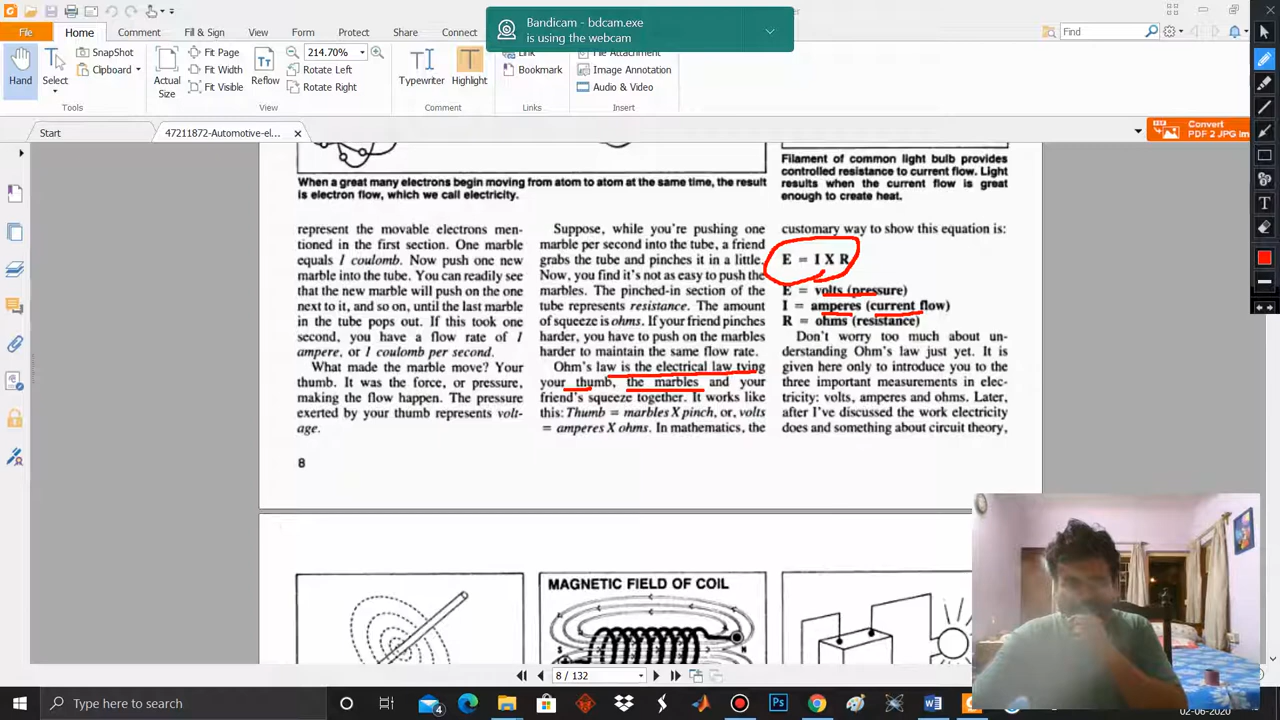 Bandicam - bdcam.exe
is using the webcam
File
Home
Comment
Fill & Sign
View
Form
Protect
Share
Connect
Find
Hand
Select
SnapShot
Clipboard
Actual
Size
Fit Page
Fit Width
Fit Visible
Reflow
214.70%
Rotate Left
Rotate Right
Typewriter
Highlight
Link
Bookmark
File Attachment
Image Annotation
Audio & Video
Tools
View
Comment
Links
Insert
Start
47211872-Automotive-el...
Convert
PDF 2 JPG Im
When a great many electrons begin moving from atom to atom at the same time, the result
is electron flow, which we call electricity.
Filament of common light bulb provides
controlled resistance to current flow. Light
results when the current flow is great
enough to create heat.
represent the movable electrons men-
tioned in the first section. One marble
equals 1 coulomb. Now push one new
marble into the tube. You can readily see
that the new marble will push on the one
next to it, and so on, until the last marble
in the tube pops out. If this took one
second, you have a flow rate of 1
ampere, or 1 coulomb per second.
What made the marble move? Your
thumb. It was the force, or pressure,
making the flow happen. The pressure
exerted by your thumb represents volt-
age.
8
Suppose, while you're pushing one
marble per second into the tube, a friend
grabs the tube and pinches it in a little.
Now, you find it's not as easy to push the
marbles. The pinched-in section of the
tube represents resistance. The amount
of squeeze is ohms. If your friend pinches
harder, you have to push on the marbles
harder to maintain the same flow rate.
Ohm's law is the electrical law tying
your thumb, the marbles and your
friend's squeeze together. It works like
this: Thumb = marbles X pinch, or, volts
= amperes X ohms. In mathematics, the
customary way to show this equation is:
E = I X R
E = volts (pressure)
I = amperes (current flow)
R = ohms (resistance)
Don't worry too much about un-
derstanding Ohm's law just yet. It is
given here only to introduce you to the
three important measurements in elec-
tricity: volts, amperes and ohms. Later,
after I've discussed the work electricity
does and something about circuit theory,
MAGNETIC FIELD OF COIL
S
N
8 / 132
Type here to search
4
02-06-2020